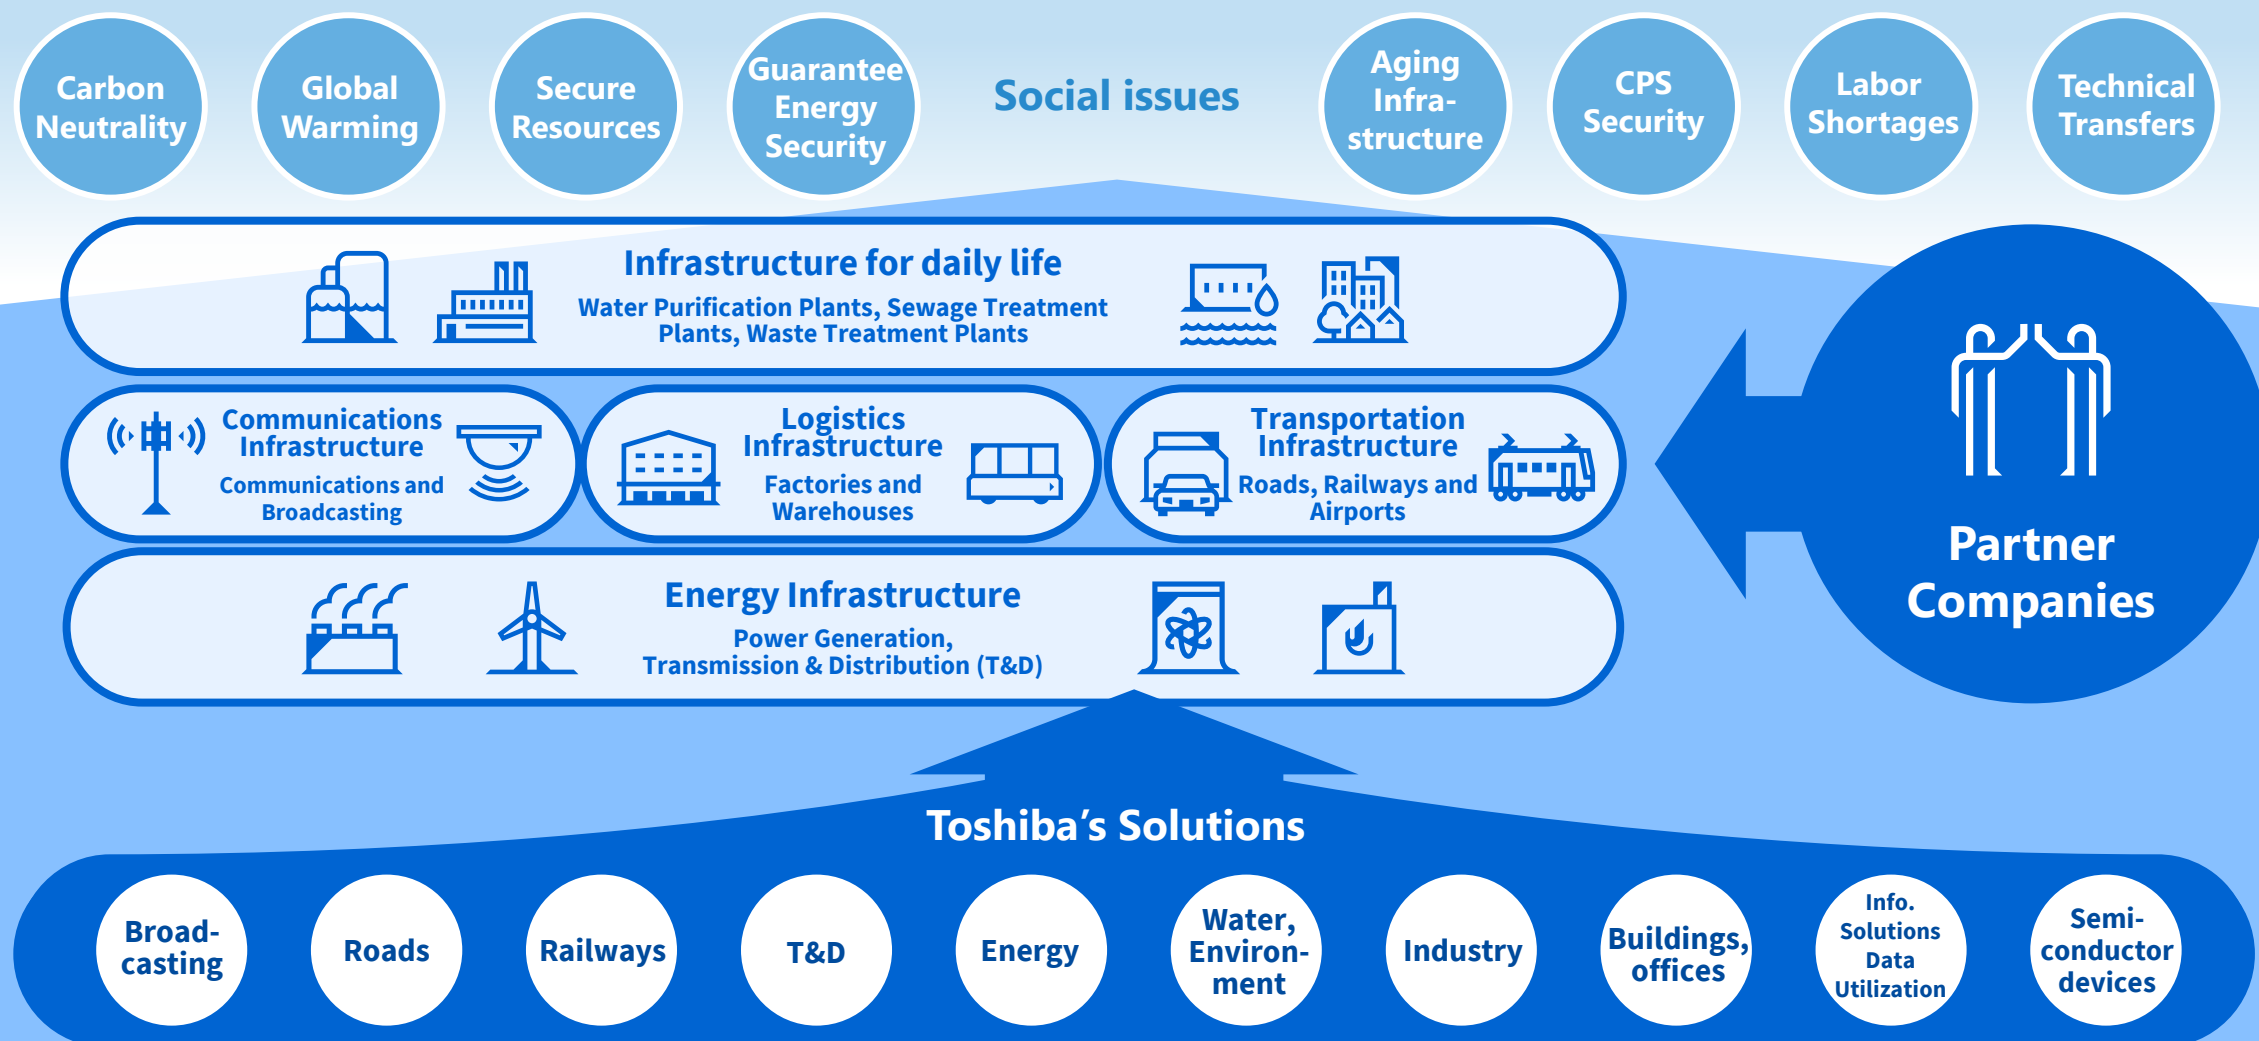 Carbon
Neutrality
Global
Warming
Secure
Resources
Guarantee
Energy
Security
Social issues
Aging
Infra-
structure
CPS
Security
Labor
Shortages
Technical
Transfers
Infrastructure for daily life
Water Purification Plants, Sewage Treatment
Plants, Waste Treatment Plants
Communications
Infrastructure
Communications and
Broadcasting
Logistics
Infrastructure
Factories and
Warehouses
Transportation
Infrastructure
Roads, Railways and
Airports
Energy Infrastructure
Power Generation,
Transmission & Distribution (T&D)
Partner
Companies
Toshiba’s Solutions
Broad-
casting
Roads
Railways
T&D
Energy
Water,
Environ-
ment
Industry
Buildings,
offices
Info.
Solutions
Data
Utilization
Semi-
conductor
devices